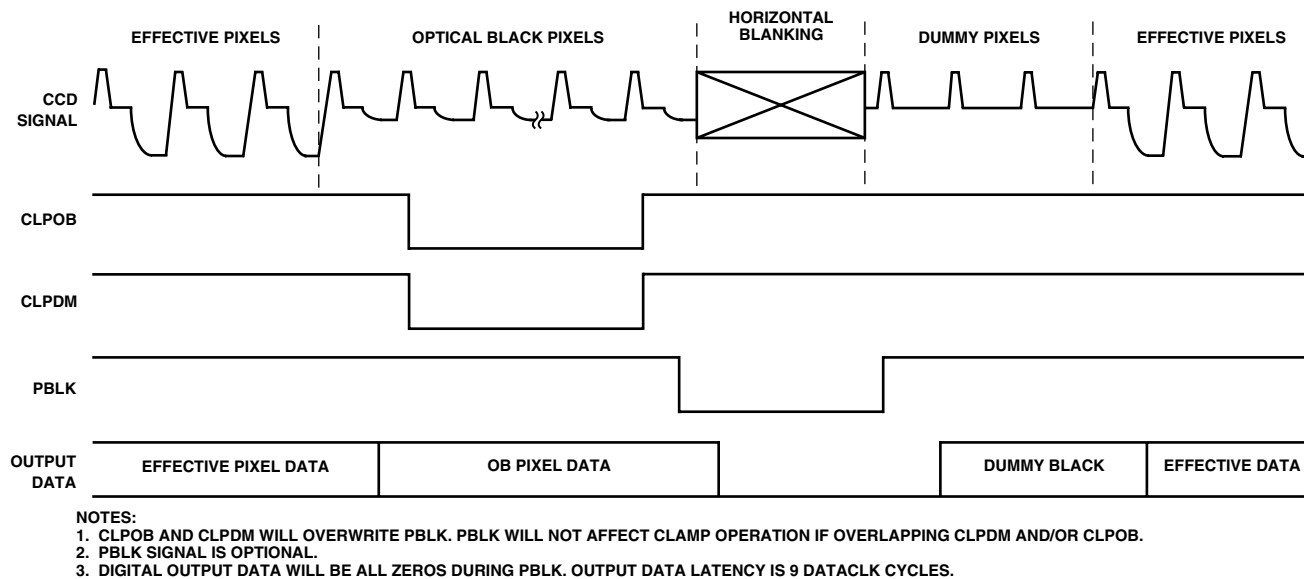 HORIZONTAL
BLANKING
EFFECTIVE PIXELS
OPTICAL BLACK PIXELS
DUMMY PIXELS
EFFECTIVE PIXELS
CCD
SIGNAL
CLPOB
CLPDM
PBLK
OUTPUT
DATA
EFFECTIVE PIXEL DATA
OB PIXEL DATA
DUMMY BLACK
EFFECTIVE DATA
NOTES:
1. CLPOB AND CLPDM WILL OVERWRITE PBLK. PBLK WILL NOT AFFECT CLAMP OPERATION IF OVERLAPPING CLPDM AND/OR CLPOB.
2. PBLK SIGNAL IS OPTIONAL.
3. DIGITAL OUTPUT DATA WILL BE ALL ZEROS DURING PBLK. OUTPUT DATA LATENCY IS 9 DATACLK CYCLES.